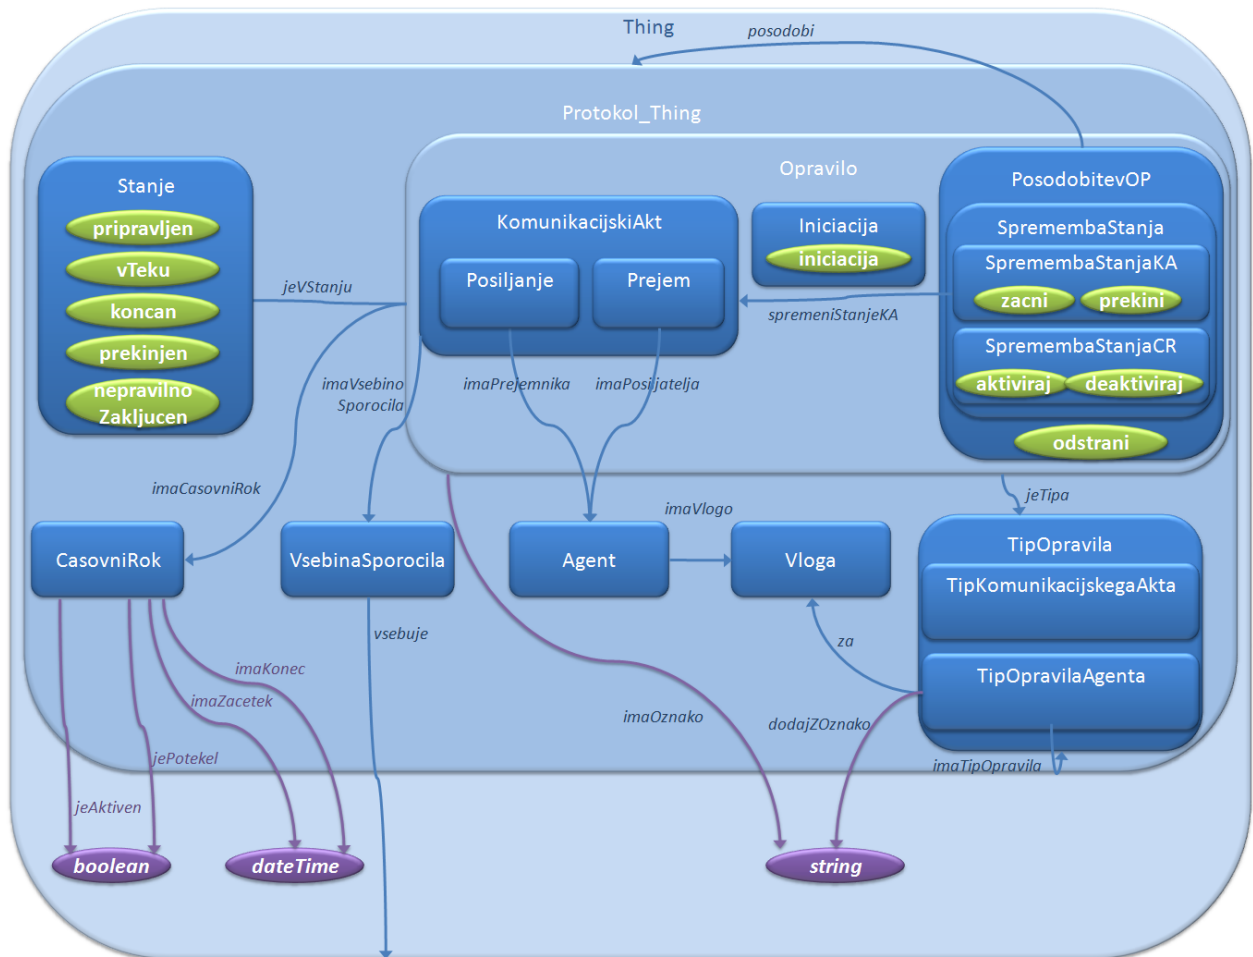 Thing
posodobi
Protokol_Thing
Opravilo
Stanje
pripravljen
vTeku
koncan
prekinjen
nepravilno
Zakljucen
jeVStanju
KomunikacijskiAkt
Posiljanje
Prejem
Iniciacija
iniciacija
PosodobitevOP
SpremembaStanja
SpremembaStanjaKA
zacni
prekini
SpremembaStanjaCR
aktiviraj
deaktiviraj
odstrani
spremeniStanjeKA
imaVsebino
Sporocila
imaPrejemnika
imaPosiljatelja
imaCasovniRok
imaVlogo
jeTipa
CasovniRok
VsebinaSporocila
Agent
Vloga
TipOpravila
TipKomunikacijskegaAkta
TipOpravilaAgenta
vsebuje
za
imaKonec
imaZacetek
imaOznako
dodajZOznako
jePotekel
imaTipOpravila
jeAktiven
boolean
dateTime
string